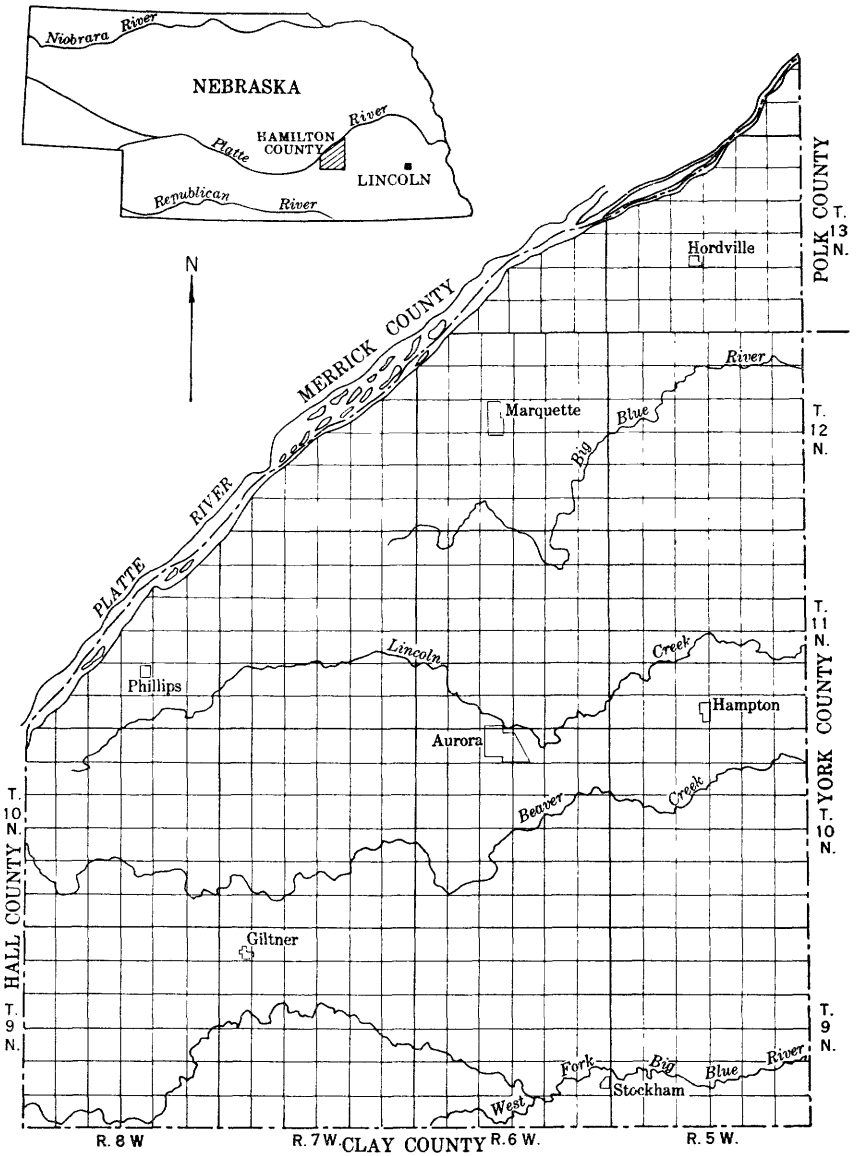 Niobrara River
NEBRASKA
Platte River
HAMILTON
COUNTY
LINCOLN
Republican River
N
POLK COUNTY
T.
13
N.
Hordville
MERRICK COUNTY
River
Marquette
Blue
Big
T.
12
N.
PLATTE RIVER
T.
11
N.
Lincoln Creek
Phillips
Hampton
Aurora
YORK COUNTY
T.
10
N.
Beaver Creek
T.
10
N.
HALL COUNTY
Giltner
T.
9
N.
T.
9
N.
West Fork Big Blue River
Stockham
R. 8 W
R. 7 W.
CLAY COUNTY
R. 6 W.
R. 5 W.